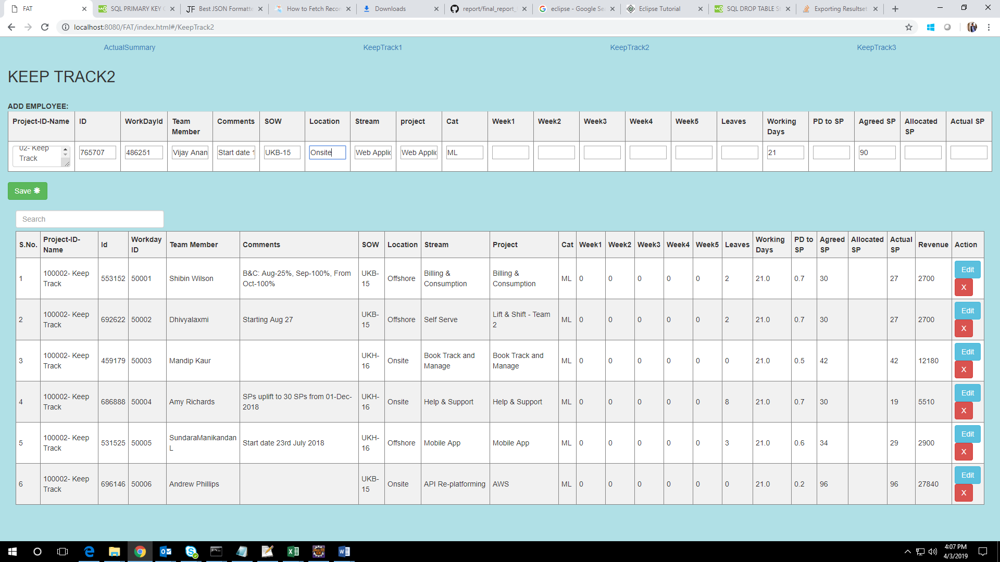 FAT
SQL PRIMARY KEY
Best JSON Formatte
How to Fetch Recor
Downloads
report/final_report_
eclipse - Google Se
Eclipse Tutorial
SQL DROP TABLE St
Exporting Resultset
localhost:8080/FAT/index.html#/KeepTrack2
ActualSummary KeepTrack1 KeepTrack2 KeepTrack3
KEEP TRACK2
ADD EMPLOYEE:
Project-ID-Name ID WorkDayId Team Member Comments SOW Location Stream project Cat Week1 Week2 Week3 Week4 Week5 Leaves Working Days PD to SP Agreed SP Allocated SP Actual SP
02- Keep Track 765707 486251 Vijay Anan Start date 1 UKB-15 Onsite Web Applic Web Applic ML 21 90
Save
Search
S.No. Project-ID-Name Id Workday ID Team Member Comments SOW Location Stream Project Cat Week1 Week2 Week3 Week4 Week5 Leaves Working Days PD to SP Agreed SP Allocated SP Actual SP Revenue Action
1 100002- Keep Track 553152 50001 Shibin Wilson B&C: Aug-25%, Sep-100%, From Oct-100% UKB-15 Offshore Billing & Consumption Billing & Consumption ML 0 0 0 0 0 2 21.0 0.7 30 27 2700 Edit X
2 100002- Keep Track 692622 50002 Dhivyalaxmi Starting Aug 27 UKB-15 Offshore Self Serve Lift & Shift - Team 2 ML 0 0 0 0 0 2 21.0 0.7 30 27 2700 Edit X
3 100002- Keep Track 459179 50003 Mandip Kaur UKH-16 Onsite Book Track and Manage Book Track and Manage ML 0 0 0 0 0 0 21.0 0.5 42 42 12180 Edit X
4 100002- Keep Track 686888 50004 Amy Richards SPs uplift to 30 SPs from 01-Dec-2018 UKH-16 Onsite Help & Support Help & Support ML 0 0 0 0 0 8 21.0 0.7 30 19 5510 Edit X
5 100002- Keep Track 531525 50005 SundaraManikandan L Start date 23rd July 2018 UKH-16 Offshore Mobile App Mobile App ML 0 0 0 0 0 3 21.0 0.6 34 29 2900 Edit X
6 100002- Keep Track 696146 50006 Andrew Phillips UKB-15 Onsite API Re-platforming AWS ML 0 0 0 0 0 0 21.0 0.2 96 96 27840 Edit X
4:07 PM
4/3/2019